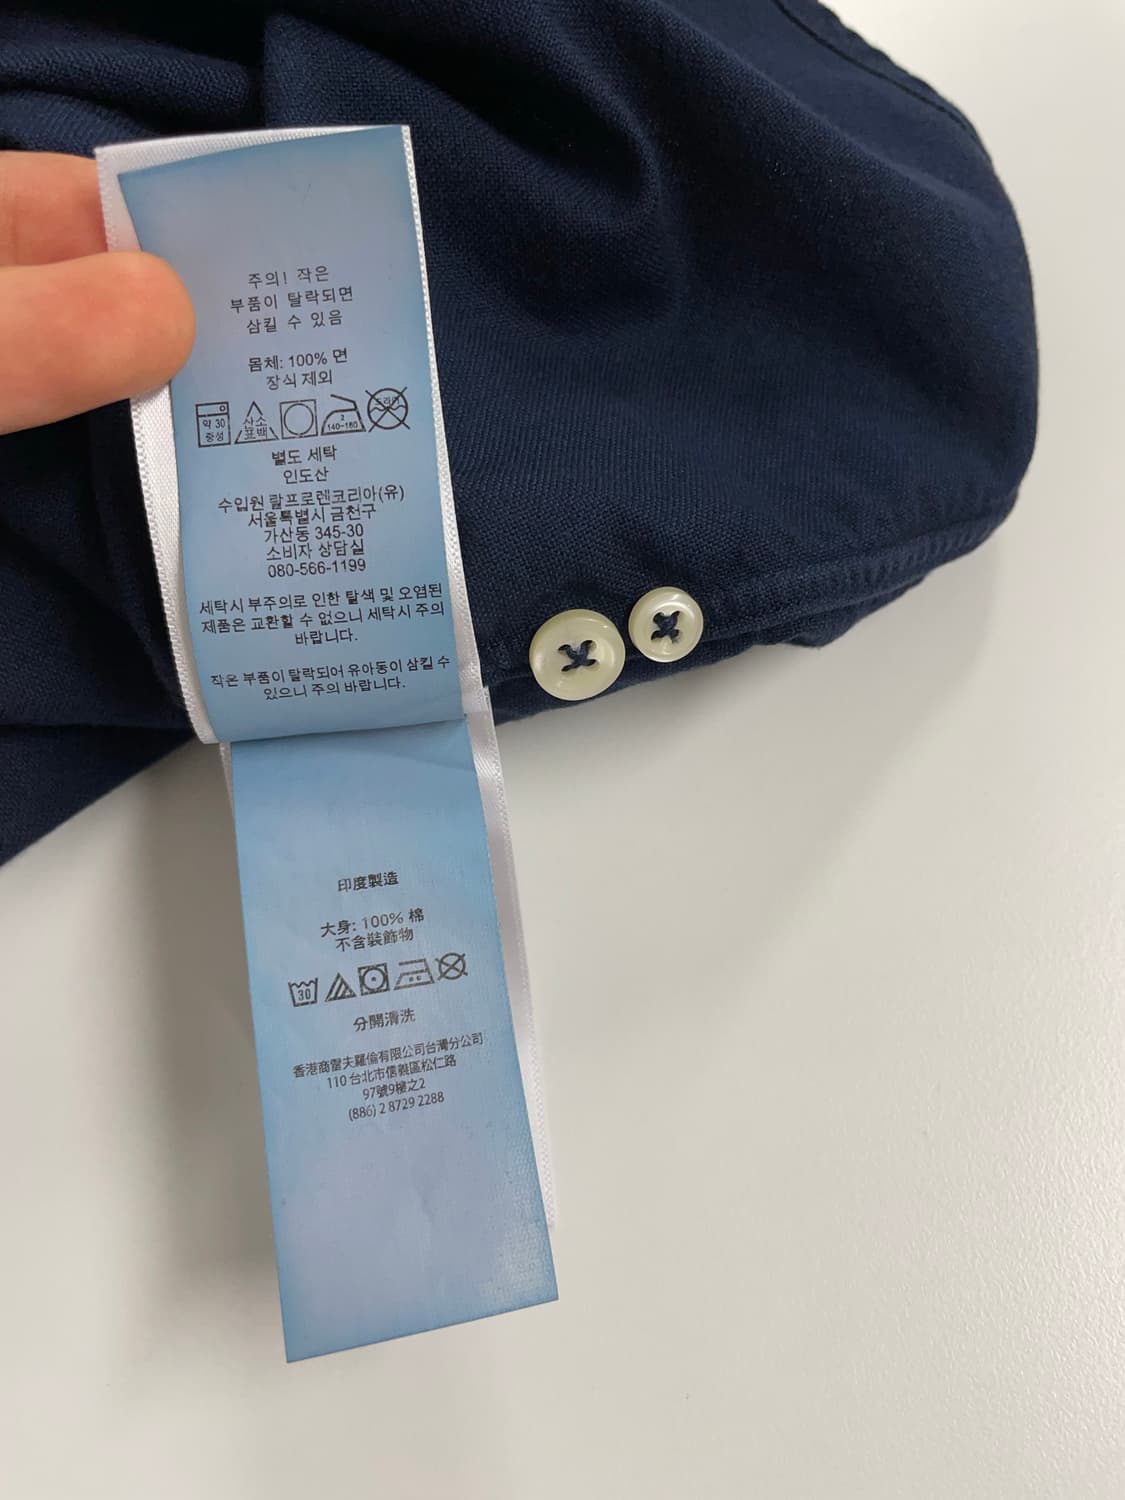 주의! 작은
부품이 탈락되면
삼킬 수 있음
몸체: 100% 면
장식 제외
약 30
중성
산소
표백
2
140~160
드라이
별도 세탁
인도산
수입원 랄프로렌코리아(유)
서울특별시 금천구
가산동 345-30
소비자 상담실
080-566-1199
세탁시 부주의로 인한 탈색 및 오염된
제품은 교환할 수 없으니 세탁시 주의
바랍니다.
작은 부품이 탈락되어 유아동이 삼킬 수
있으니 주의 바랍니다.
印度製造
大身: 100% 棉
不含裝飾物
30
分開清洗
香港商雷夫羅倫有限公司台灣分公司
110 台北市信義區松仁路
97號9樓之2
(886) 2 8729 2288